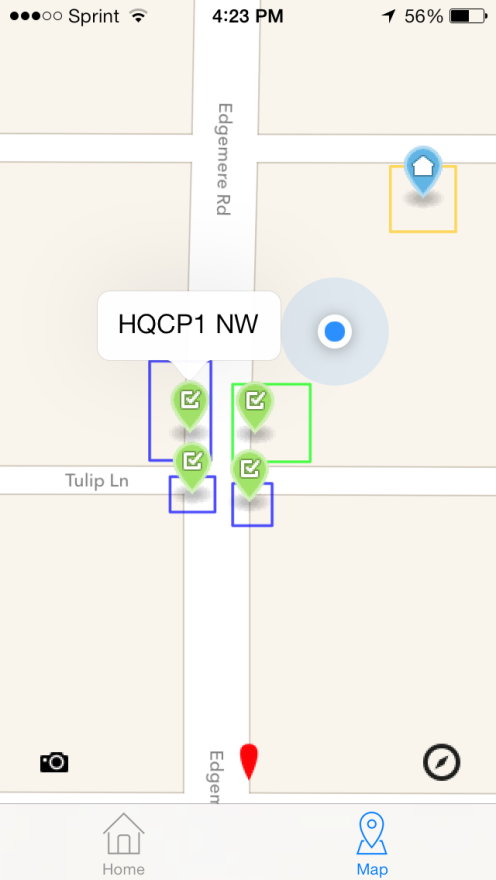 Sprint 4:23 PM 56%
Edgemere Rd
HQCP1 NW
Tulip Ln
Edgem
Home Map